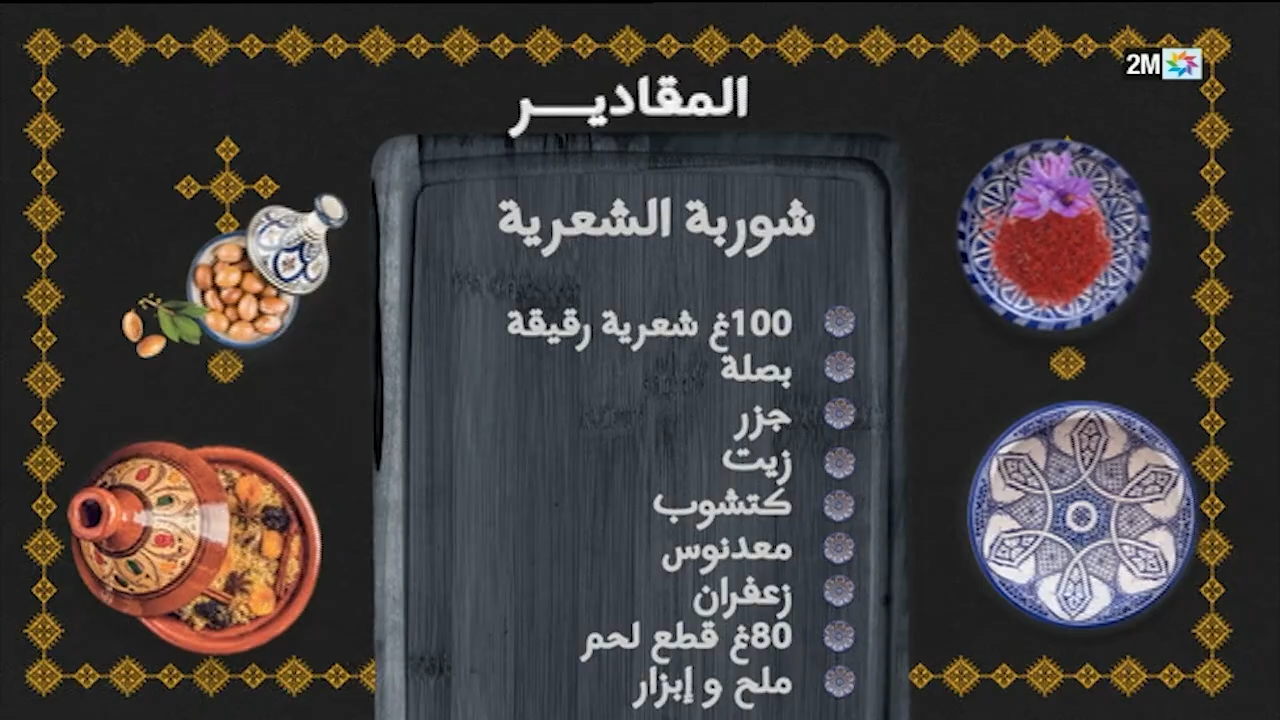 2M
المقاديـــر
شوربة الشعرية
100غ شعرية رقيقة
بصلة
جزر
زيت
كتشوب
معدنوس
زعفران
80غ قطع لحم
ملح و إبزار